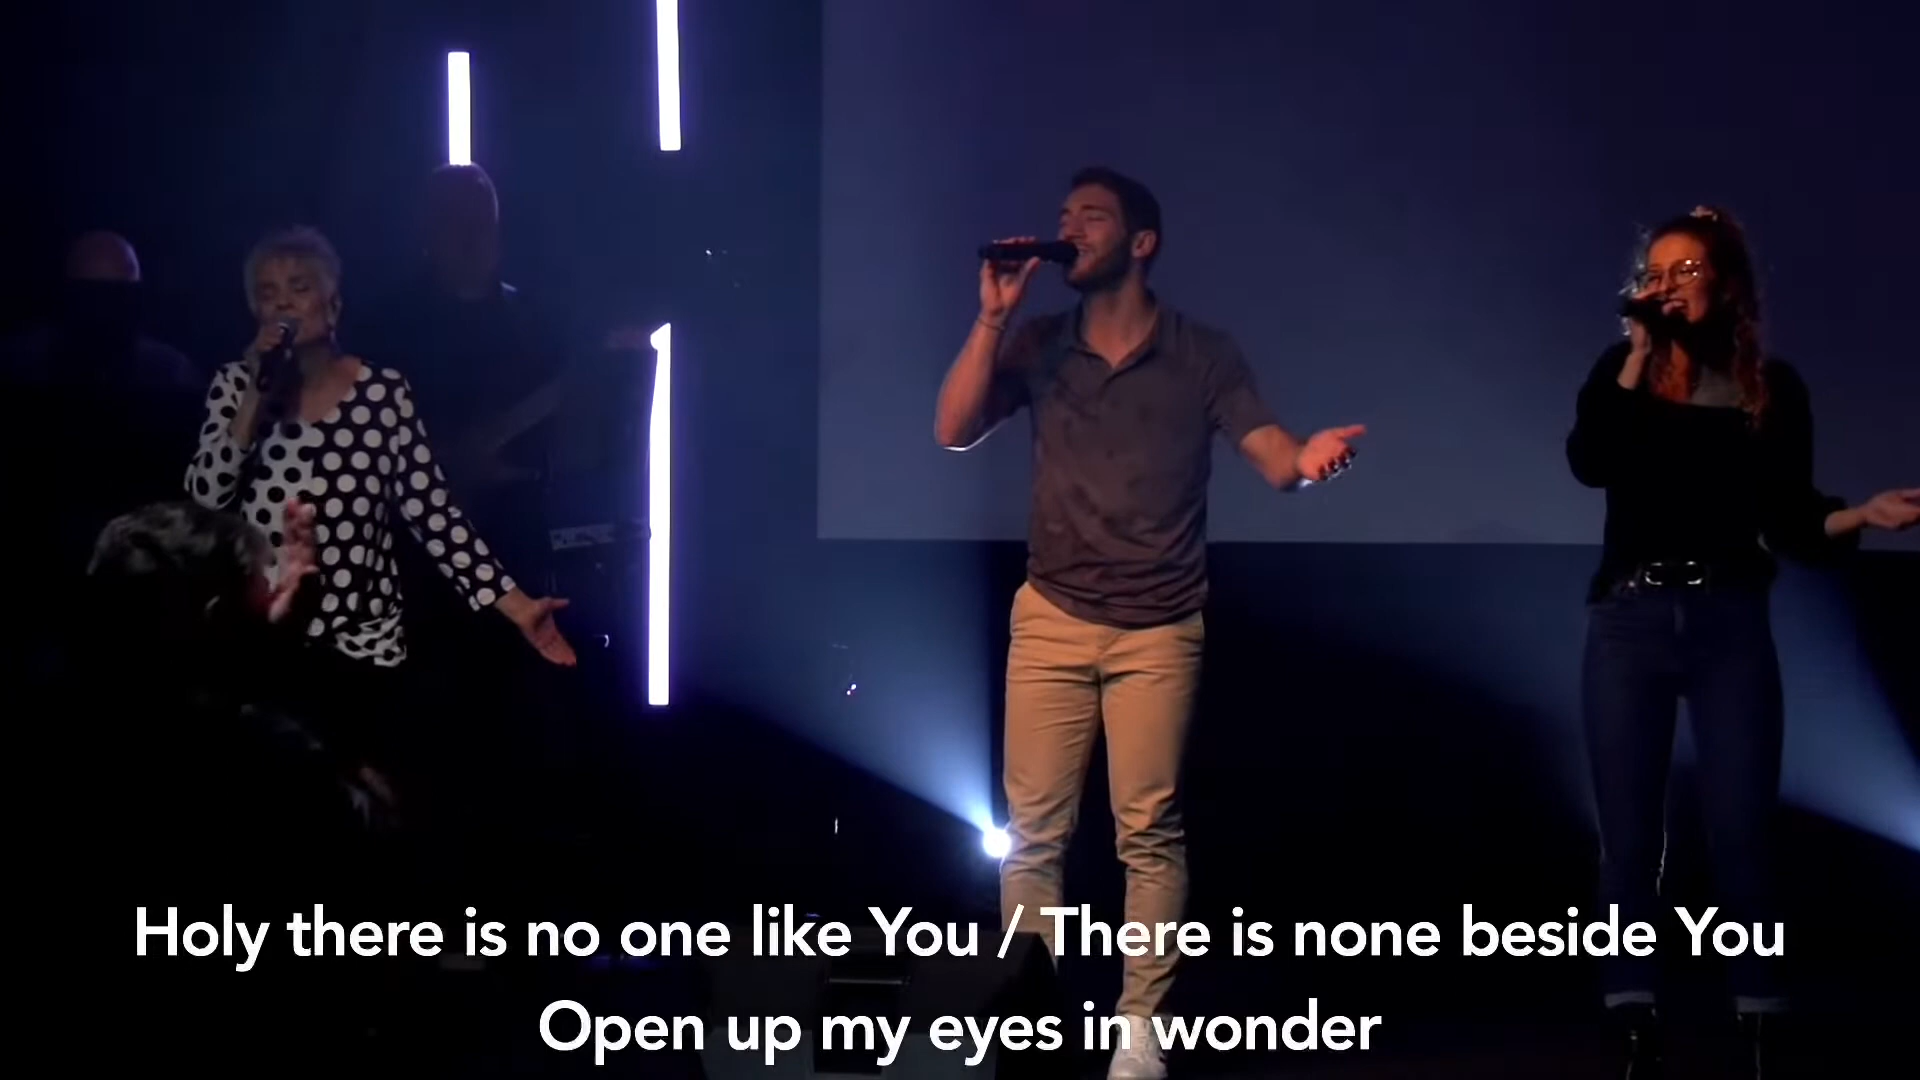 Holy there is no one like You / There is none beside You
Open up my eyes in wonder